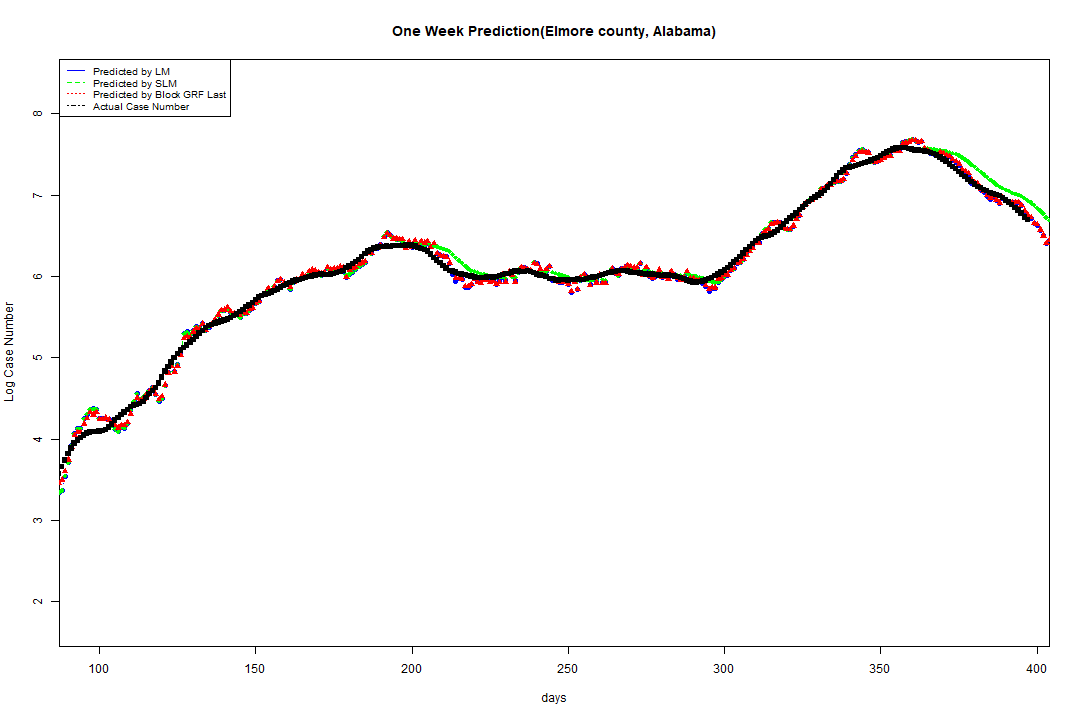 One Week Prediction(Elmore county, Alabama)
Predicted by LM
Predicted by SLM
Predicted by Block GRF Last
Actual Case Number
8
7
6
5
4
3
2
Log Case Number
100 150 200 250 300 350 400
days